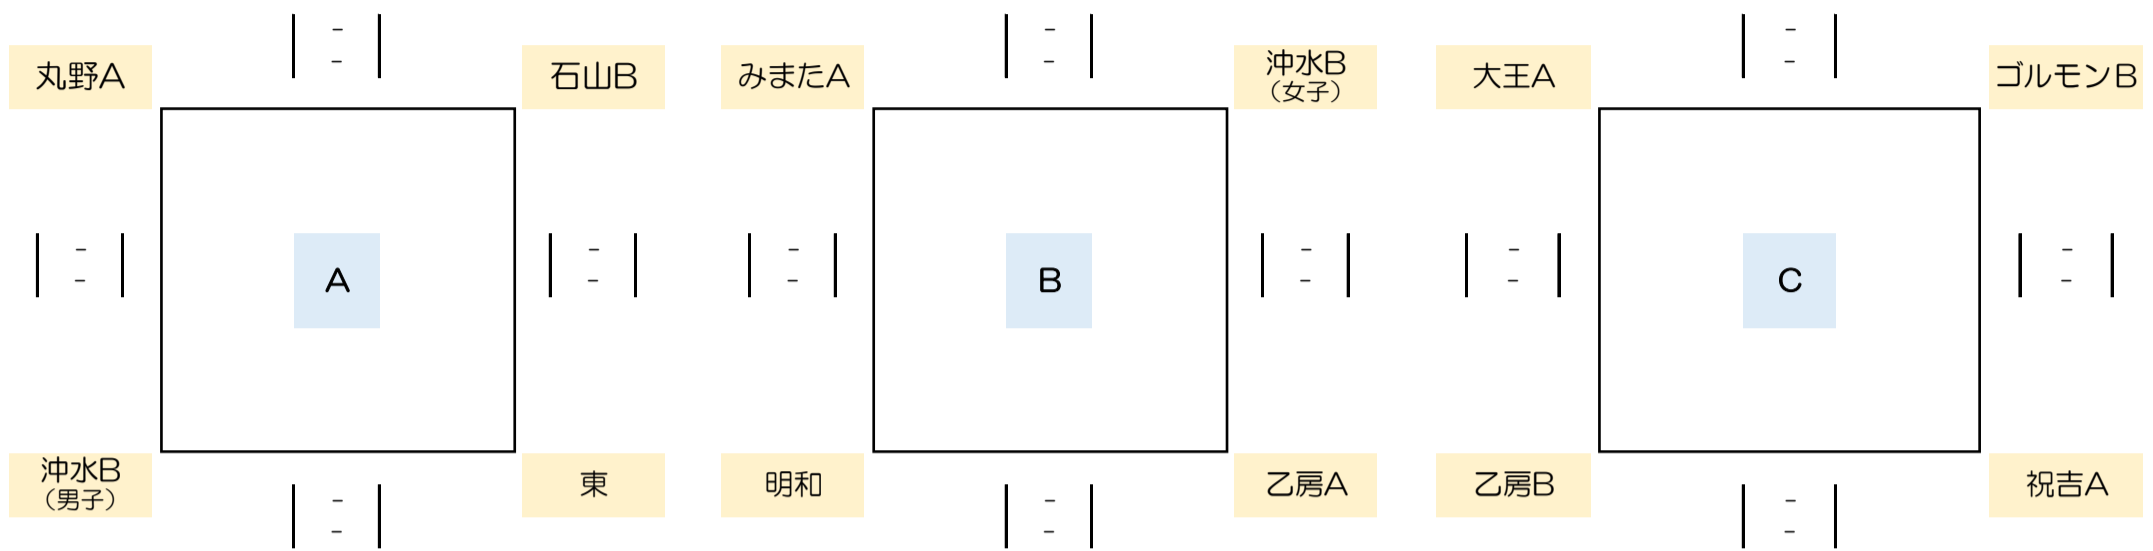 丸野A
石山B
みまたA
沖水B
（女子）
大王A
ゴルモンB
A
B
C
沖水B
（男子）
東
明和
乙房A
乙房B
祝吉A